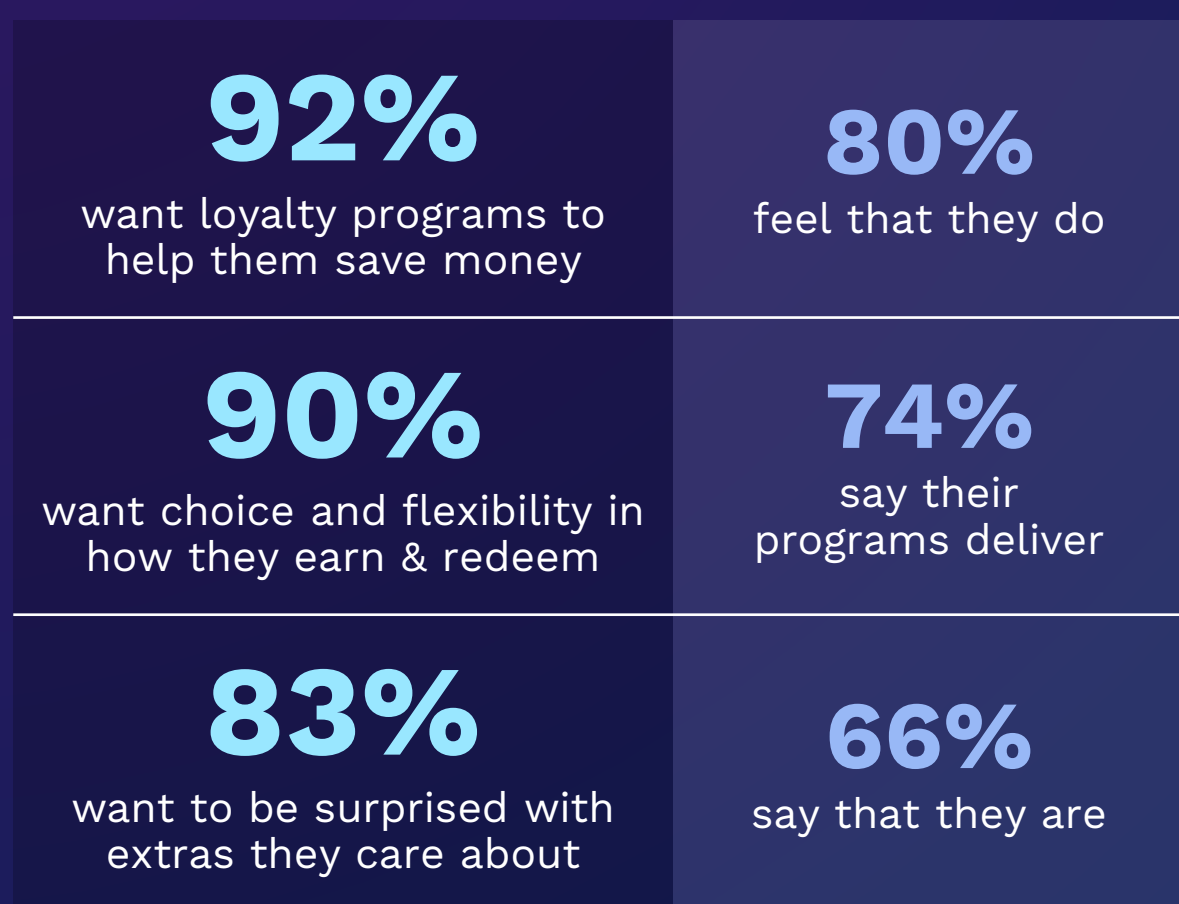 92%
want loyalty programs to
help them save money
80%
feel that they do
90%
want choice and flexibility in
how they earn & redeem
74%
say their
programs deliver
83%
want to be surprised with
extras they care about
66%
say that they are